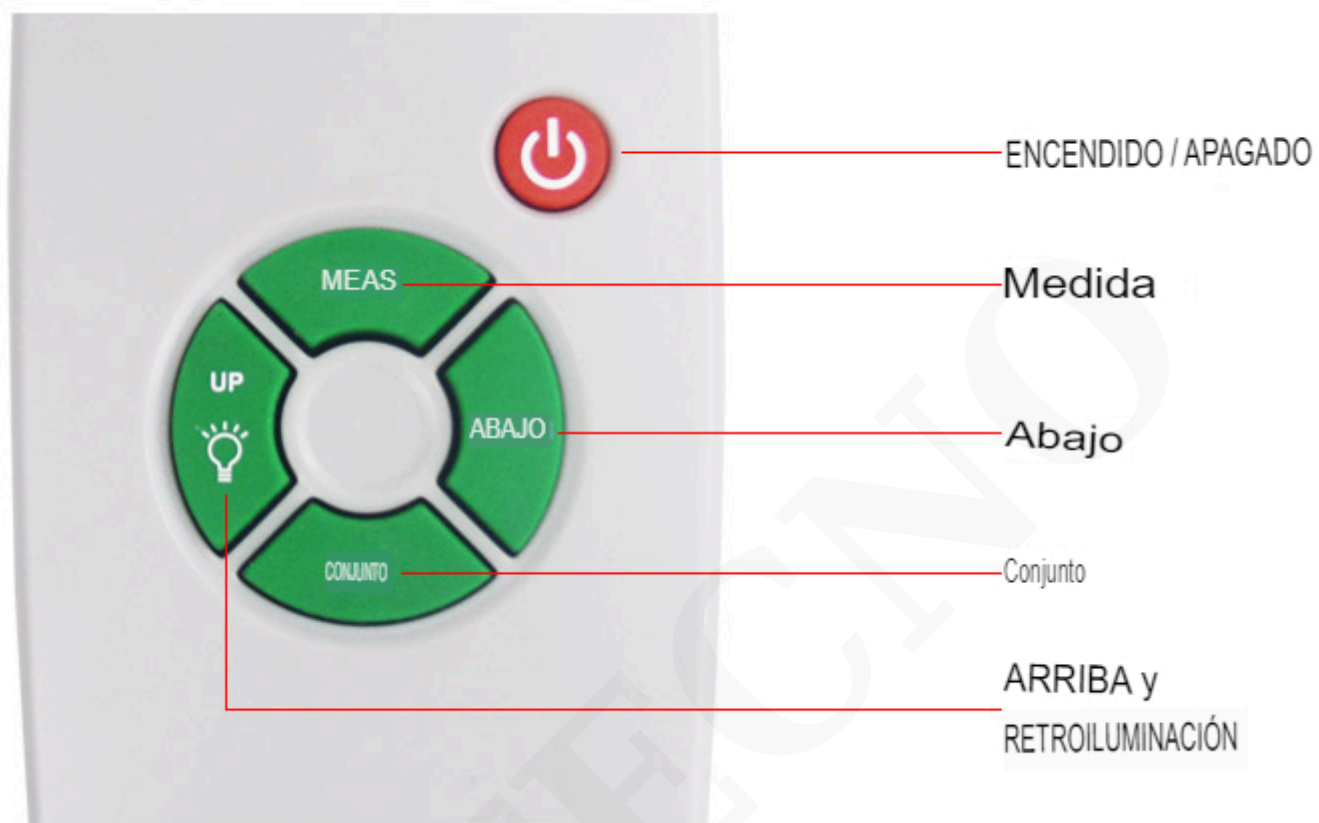 ENCENDIDO / APAGADO
MEAS
Medida
UP
ABAJO
Abajo
CONJUNTO
Conjunto
ARRIBA y
RETROILUMINACIÓN